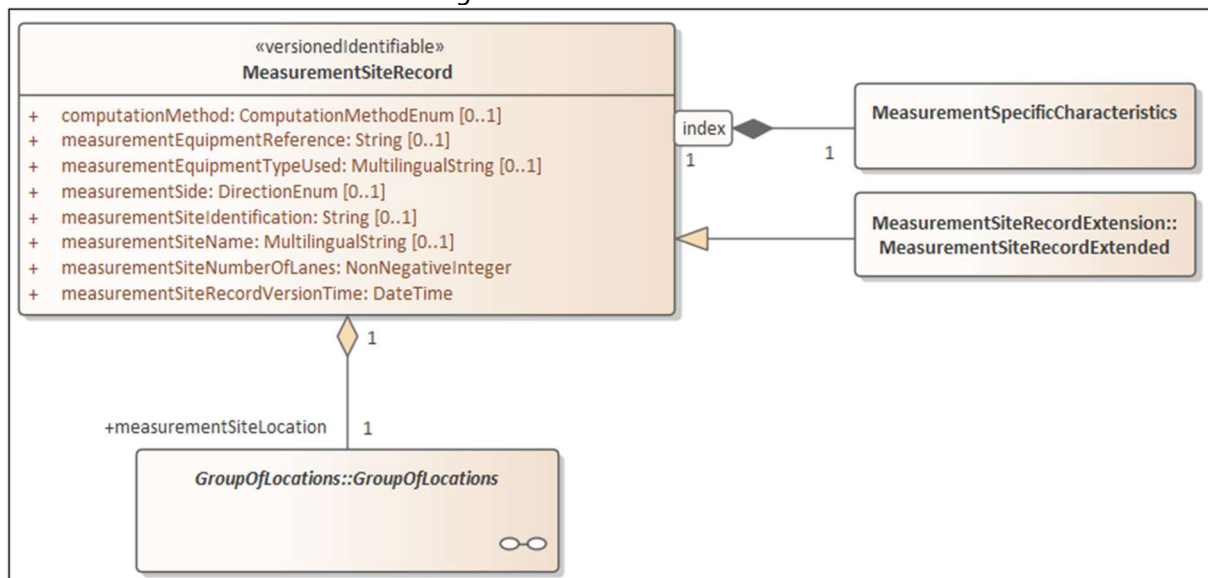 «versionedIdentifiable»
MeasurementSiteRecord
+ computationMethod: ComputationMethodEnum [0..1]
+ measurementEquipmentReference: String [0..1]
+ measurementEquipmentTypeUsed: MultilingualString [0..1]
+ measurementSide: DirectionEnum [0..1]
+ measurementSiteIdentification: String [0..1]
+ measurementSiteName: MultilingualString [0..1]
+ measurementSiteNumberOfLanes: NonNegativeInteger
+ measurementSiteRecordVersionTime: DateTime
index
1
1
MeasurementSpecificCharacteristics
MeasurementSiteRecordExtension::
MeasurementSiteRecordExtended
1
+measurementSiteLocation
1
GroupOfLocations::GroupOfLocations